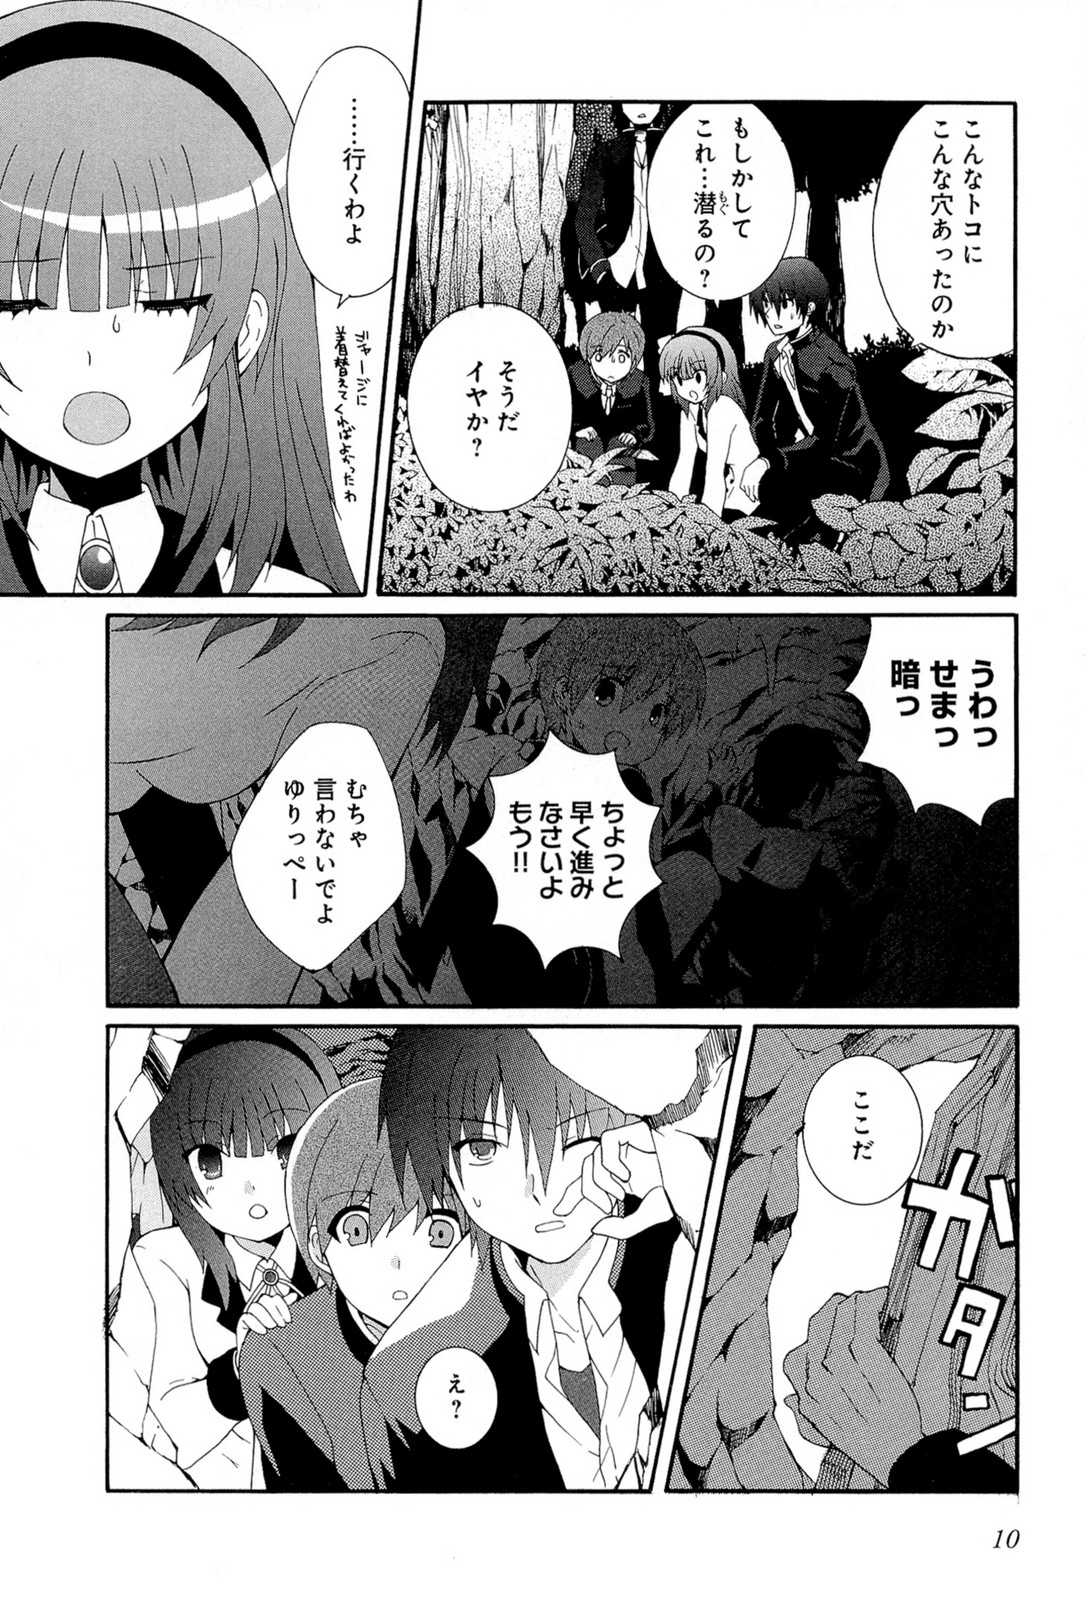 こんなトコに
こんな穴あったのか
もしかして
これ…潜るの？
もぐ
そうだ
イヤか？
……行くわよ
ジャージに
着替えてくればよかったわ
うわっ
せまっ
暗っ
ちょっと
早く進み
なさいよ
もう!!
むちゃ
言わないでよ
ゆりっぺー
ここだ
ガタン
え？
10